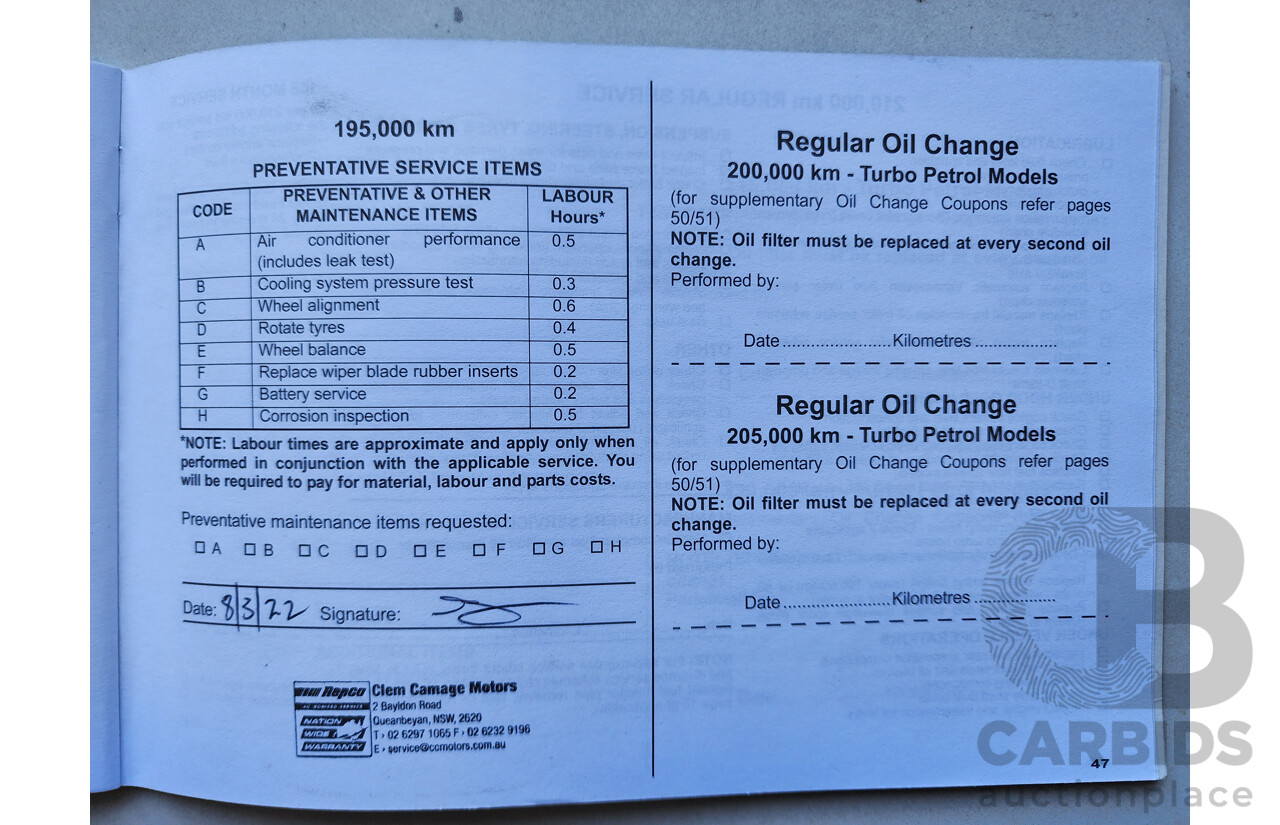 195,000 km
PREVENTATIVE SERVICE ITEMS
CODE PREVENTATIVE & OTHER MAINTENANCE ITEMS LABOUR Hours*
A Air conditioner performance (includes leak test) 0.5
B Cooling system pressure test 0.3
C Wheel alignment 0.6
D Rotate tyres 0.4
E Wheel balance 0.5
F Replace wiper blade rubber inserts 0.2
G Battery service 0.2
H Corrosion inspection 0.5
*NOTE: Labour times are approximate and apply only when
performed in conjunction with the applicable service. You
will be required to pay for material, labour and parts costs.
Preventative maintenance items requested:
☐ A ☐ B ☐ C ☐ D ☐ E ☐ F ☐ G ☐ H
Date: 8/3/22 Signature:
Repco
NATION
WIDE
WARRANTY
Clem Camage Motors
2 Bayldon Road
Queanbeyan, NSW, 2620
T › 02 6297 1065 F › 02 6232 9196
E › service@ccmotors.com.au
Regular Oil Change
200,000 km - Turbo Petrol Models
(for supplementary Oil Change Coupons refer pages
50/51)
NOTE: Oil filter must be replaced at every second oil
change.
Performed by:
Date......................Kilometres ..................
Regular Oil Change
205,000 km - Turbo Petrol Models
(for supplementary Oil Change Coupons refer pages
50/51)
NOTE: Oil filter must be replaced at every second oil
change.
Performed by:
Date......................Kilometres ..................
47
CB
CARBIDS
auctionplace